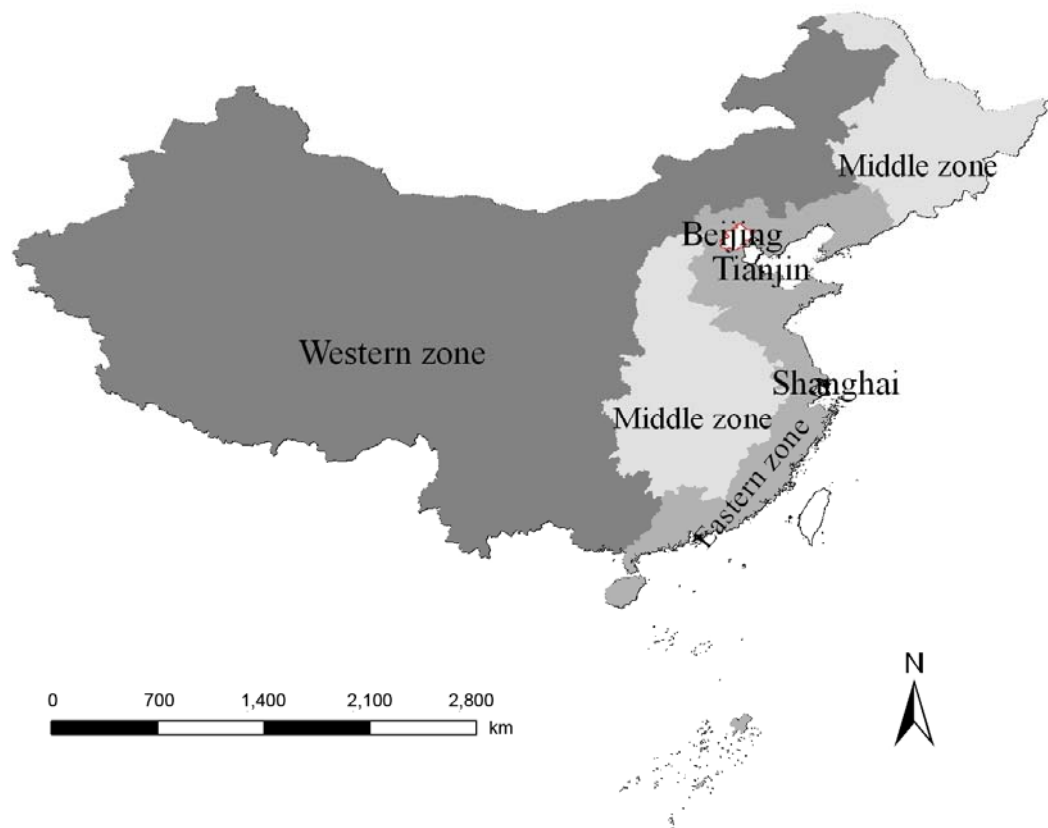 Middle zone
Beijing
Tianjin
Western zone
Shanghai
Middle zone
Eastern zone
N
0 700 1,400 2,100 2,800
km